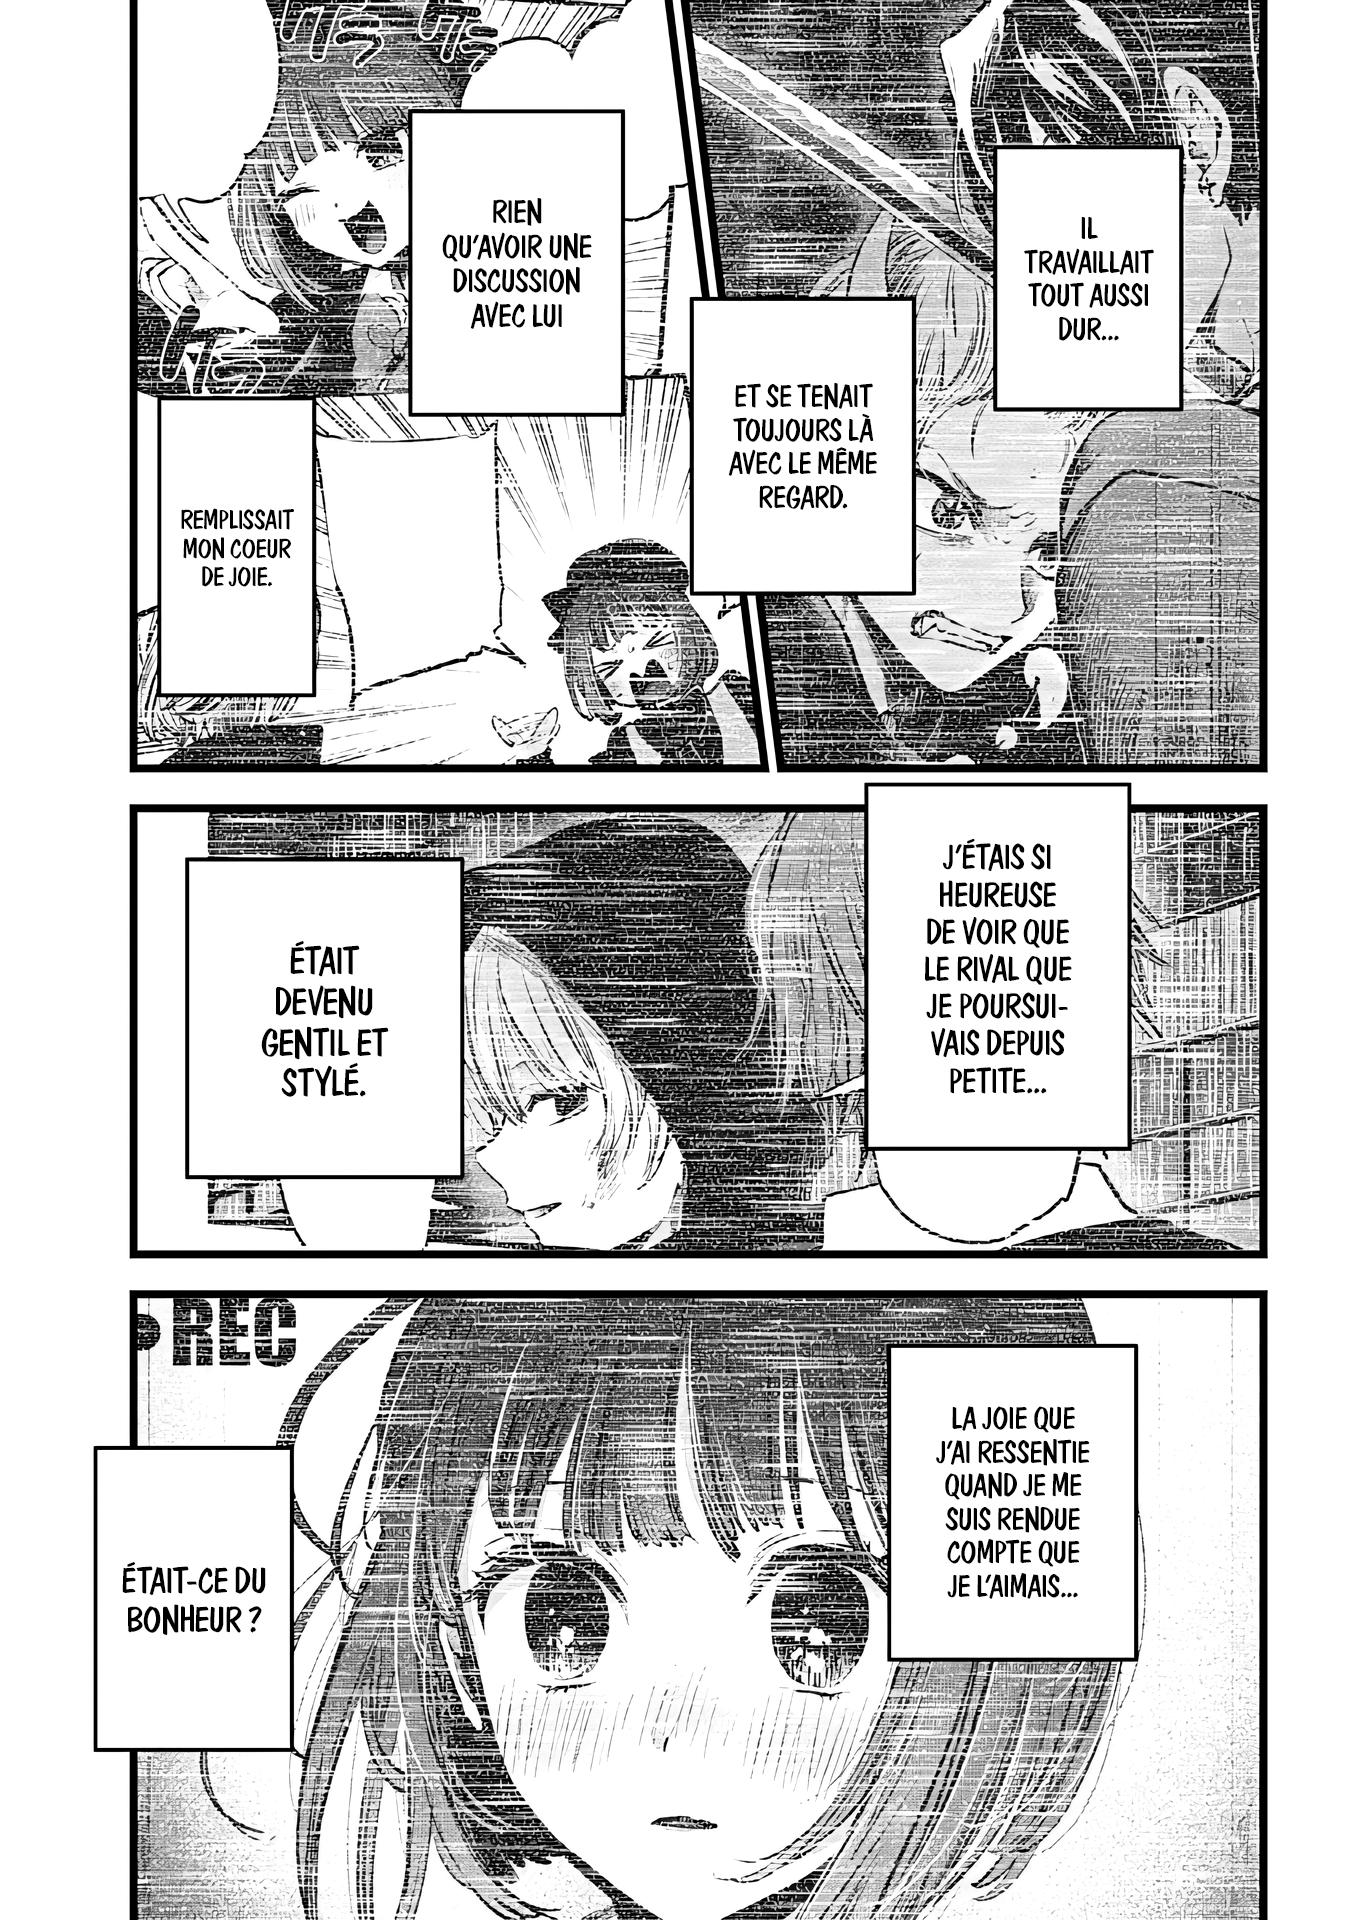 IL
TRAVAILLAIT
TOUT AUSSI
DUR...
ET SE TENAIT
TOUJOURS LÀ
AVEC LE MÊME
REGARD.
RIEN
QU'AVOIR UNE
DISCUSSION
AVEC LUI
REMPLISSAIT
MON COEUR
DE JOIE.
J'ÉTAIS SI
HEUREUSE
DE VOIR QUE
LE RIVAL QUE
JE POURSUI-
VAIS DEPUIS
PETITE...
ÉTAIT
DEVENU
GENTIL ET
STYLÉ.
REC
LA JOIE QUE
J'AI RESSENTIE
QUAND JE ME
SUIS RENDUE
COMPTE QUE
JE L'AIMAIS...
ÉTAIT-CE DU
BONHEUR ?